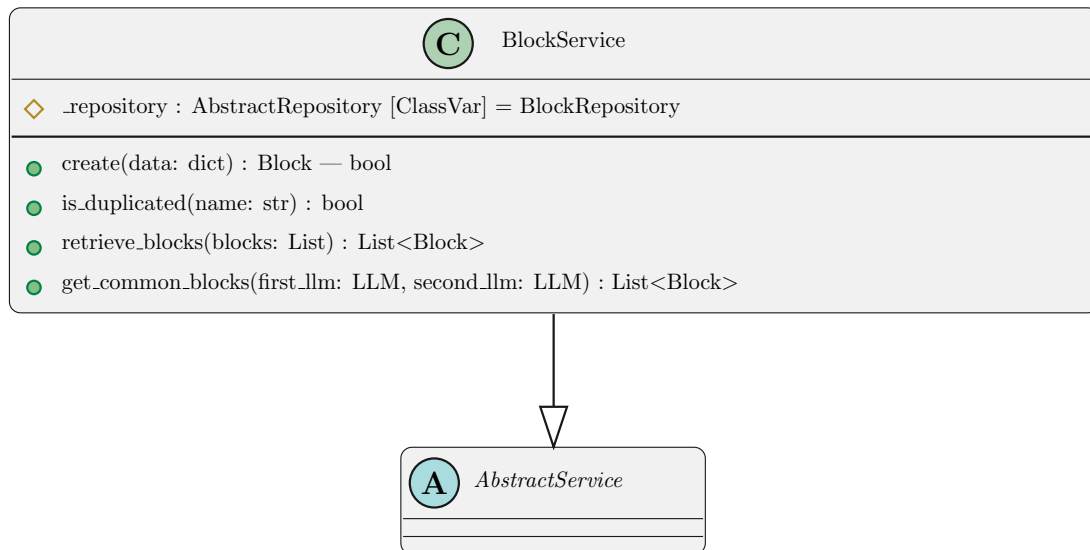 C BlockService
_repository : AbstractRepository [ClassVar] = BlockRepository
create(data: dict) : Block — bool
is_duplicated(name: str) : bool
retrieve_blocks(blocks: List) : List<Block>
get_common_blocks(first_llm: LLM, second_llm: LLM) : List<Block>
A AbstractService